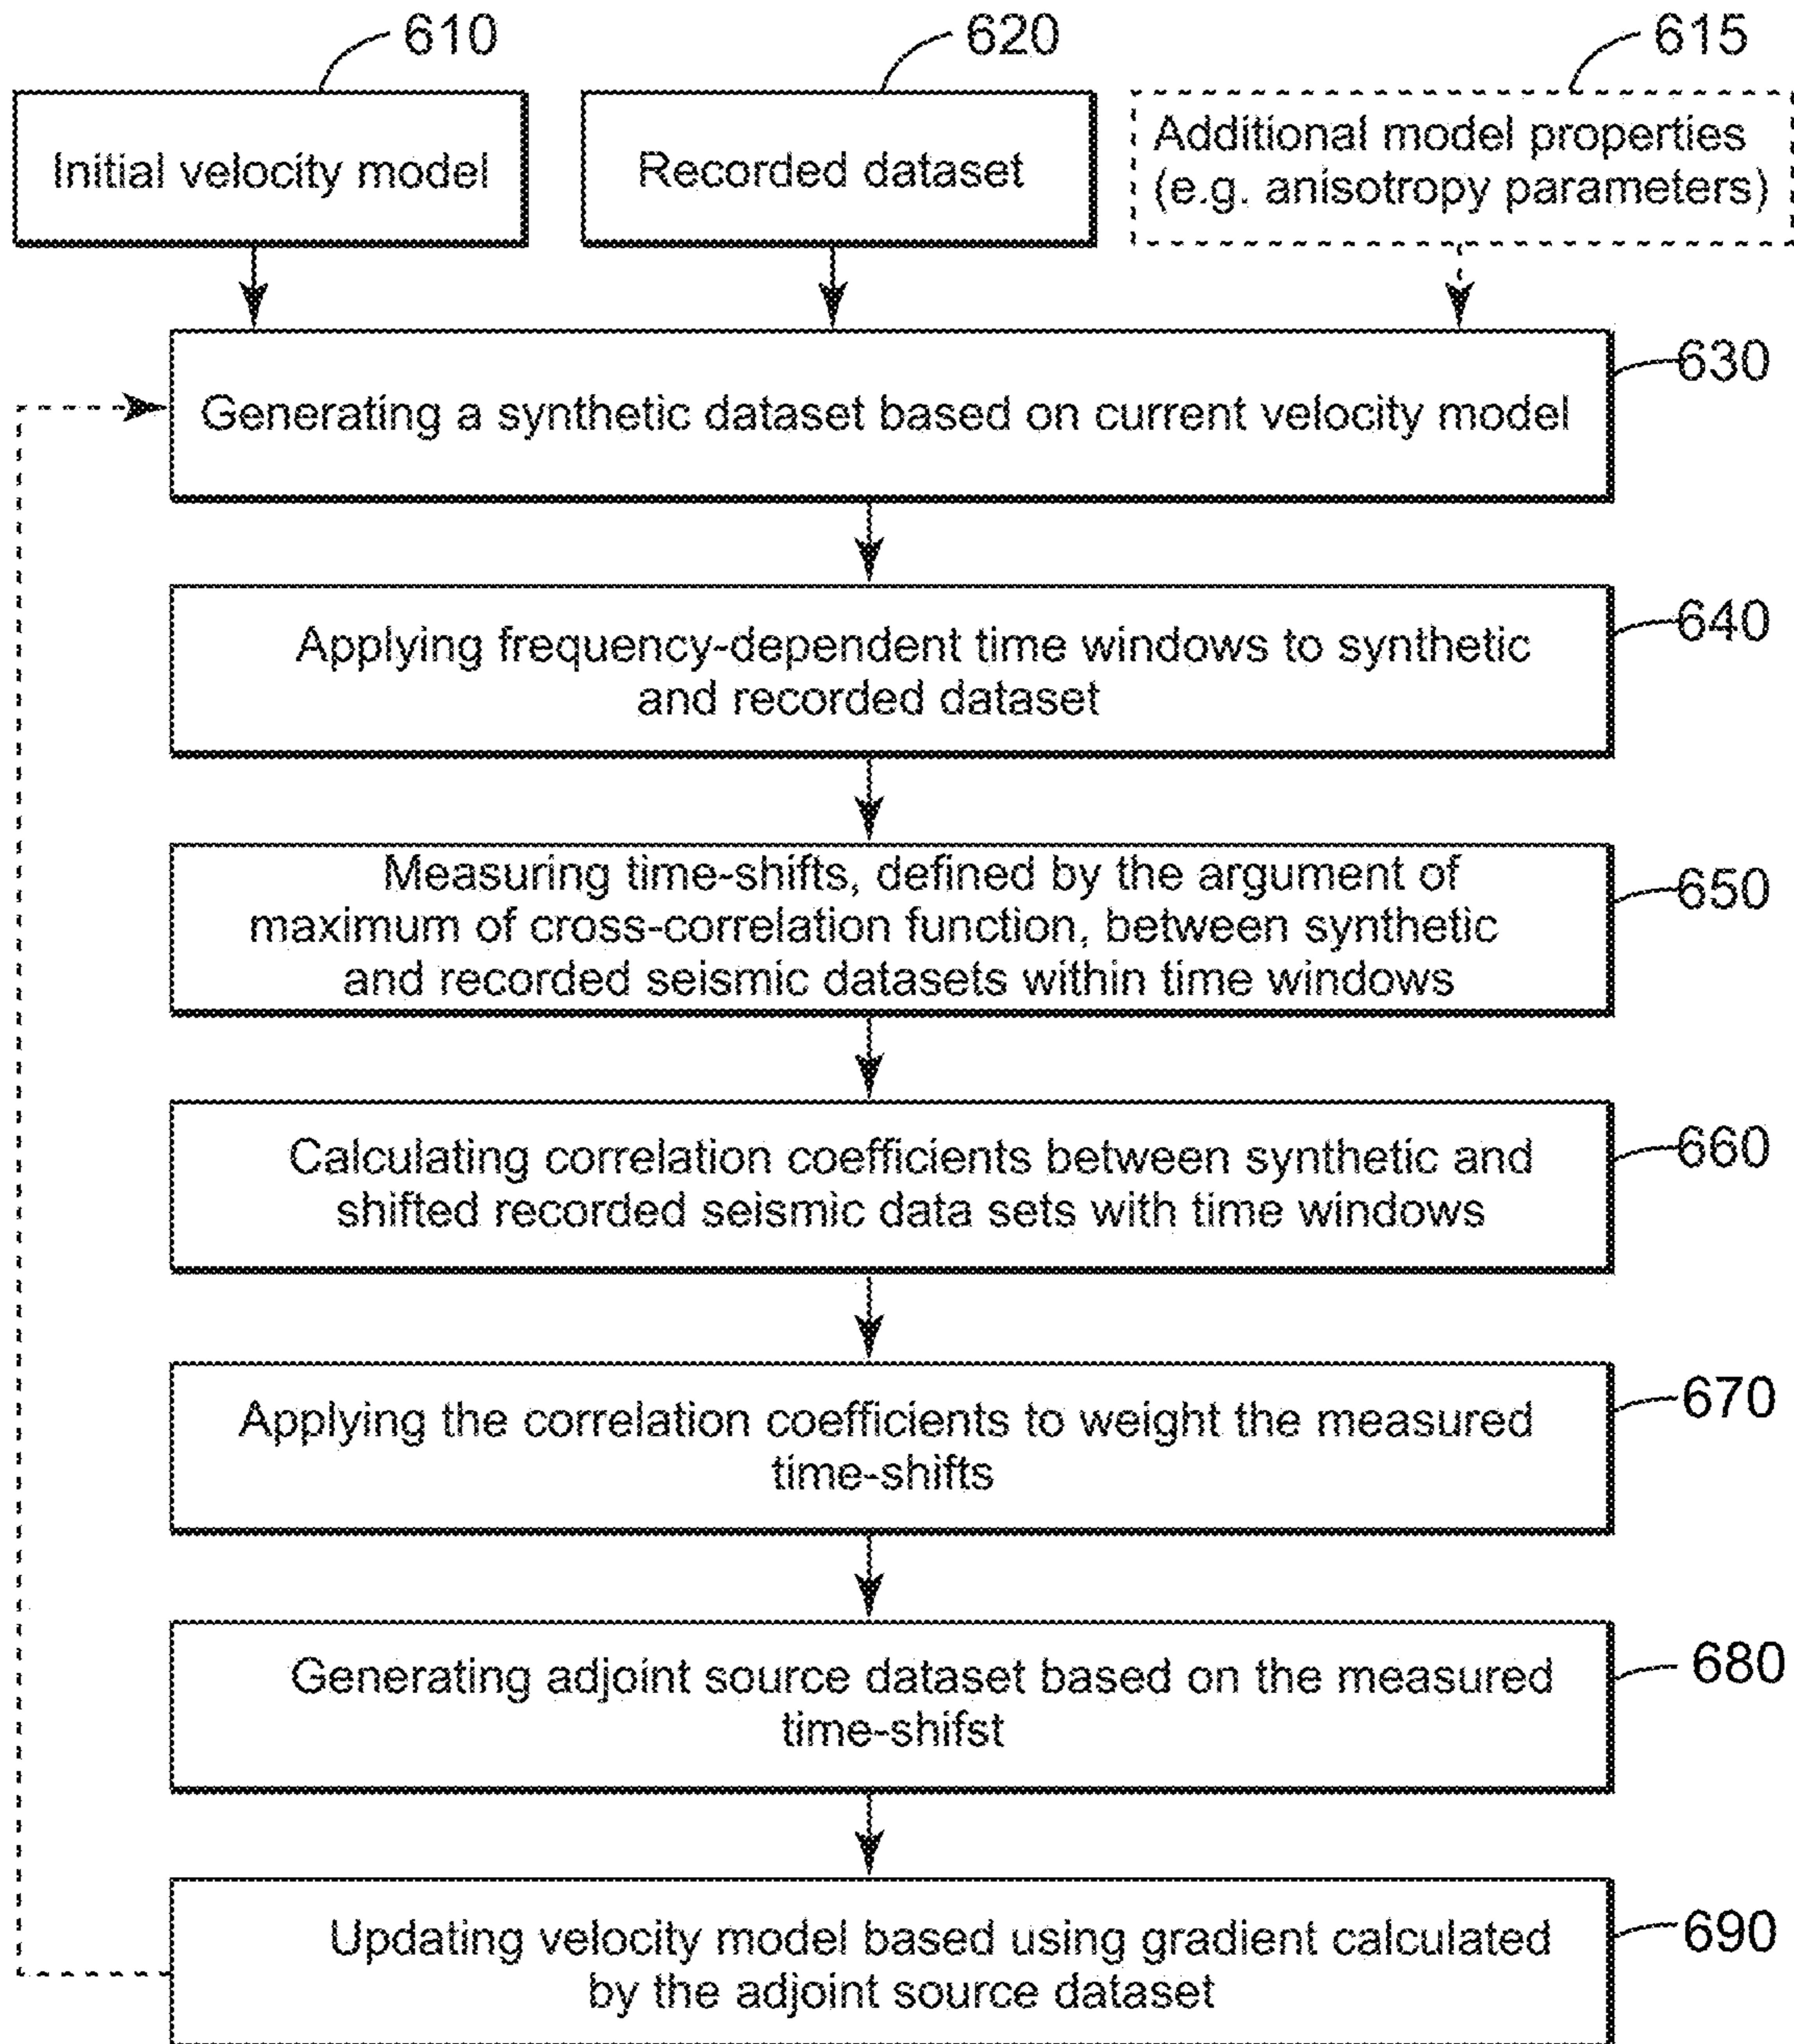 610
620
615
Initial velocity model
Recorded dataset
Additional model properties
(e.g. anisotropy parameters)
630
Generating a synthetic dataset based on current velocity model
640
Applying frequency-dependent time windows to synthetic
and recorded dataset
650
Measuring time-shifts, defined by the argument of
maximum of cross-correlation function, between synthetic
and recorded seismic datasets within time windows
660
Calculating correlation coefficients between synthetic and
shifted recorded seismic data sets with time windows
670
Applying the correlation coefficients to weight the measured
time-shifts
680
Generating adjoint source dataset based on the measured
time-shifst
690
Updating velocity model based using gradient calculated
by the adjoint source dataset